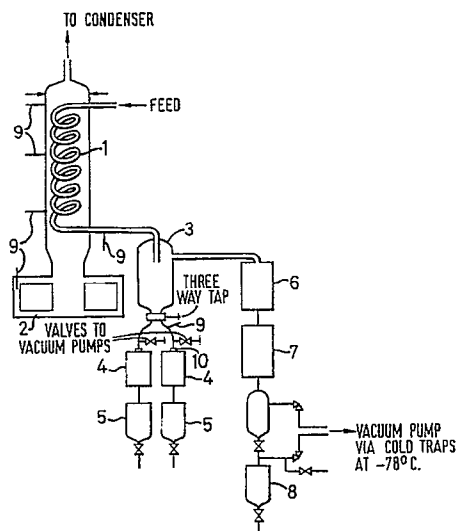 TO CONDENSER
FEED
9
1
9
9
9
3
THREE
WAY TAP
6
2
VALVES TO
VACUUM PUMPS
9
10
4
4
7
5
5
VACUUM PUMP
VIA COLD TRAPS
AT -78°C.
8